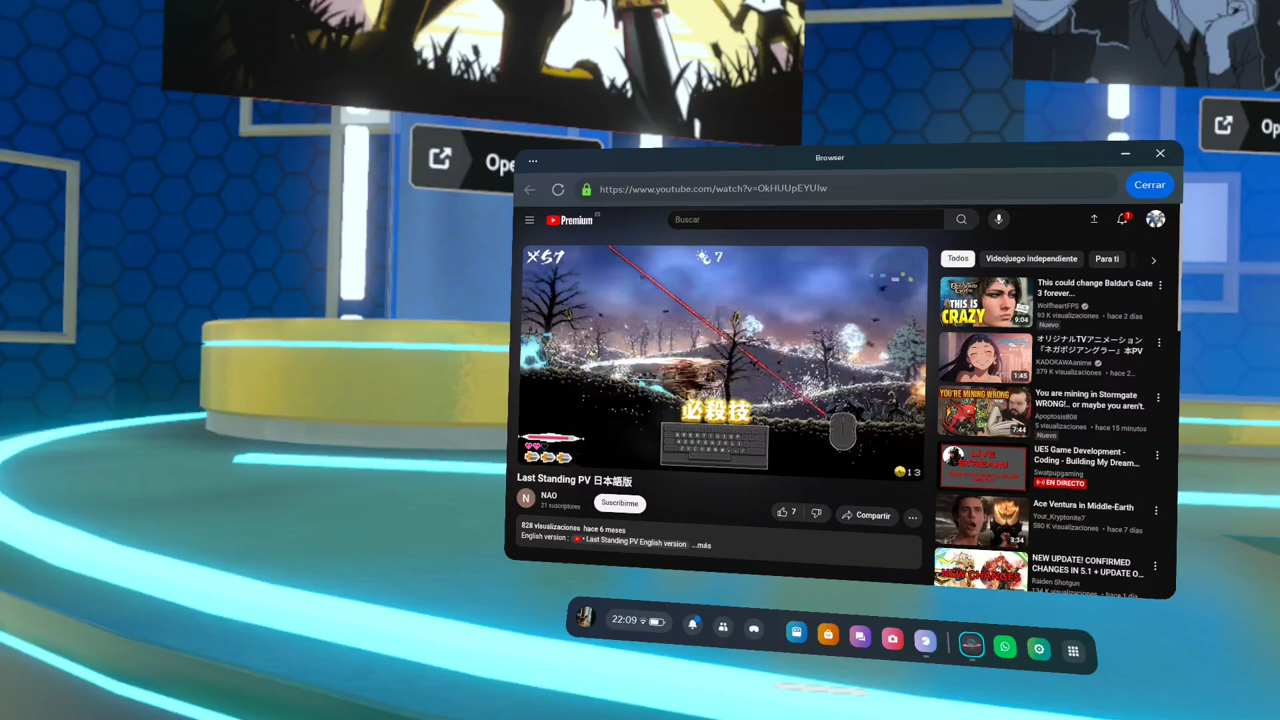 Ope
Op
Browser
https://www.youtube.com/watch?v=OkHUUpEYUIw
Cerrar
Premium
ES
Buscar
1
57
7
必殺技
13
Last Standing PV 日本語版
NAO
21 suscriptores
Suscribirme
7
Compartir
828 visualizaciones hace 6 meses
English version : • Last Standing PV English version ...más
Todos
Videojuego independiente
Para ti
THIS IS
CRAZY
9:04
This could change Baldur's Gate
3 forever...
WolfheartFPS
93 K visualizaciones • hace 2 días
Nuevo
1:45
オリジナルTVアニメーション
『ネガポジアングラー』本PV
KADOKAWAanime
379 K visualizaciones • hace 2...
YOU'RE MINING WRONG
7:44
You are mining in Stormgate
WRONG!.. or maybe you aren't.
Apoptosis808
5 visualizaciones • hace 15 minutos
Nuevo
LIVE
STREAM!
UE5 Game Development -
Coding - Building My Dream...
Swatpupgaming
EN DIRECTO
3:34
Ace Ventura in Middle-Earth
Your_Kryptonite7
580 K visualizaciones • hace 7 días
NEW CHANGES
NEW UPDATE! CONFIRMED
CHANGES IN 5.1 + UPDATE O...
Raiden Shotgun
22:09